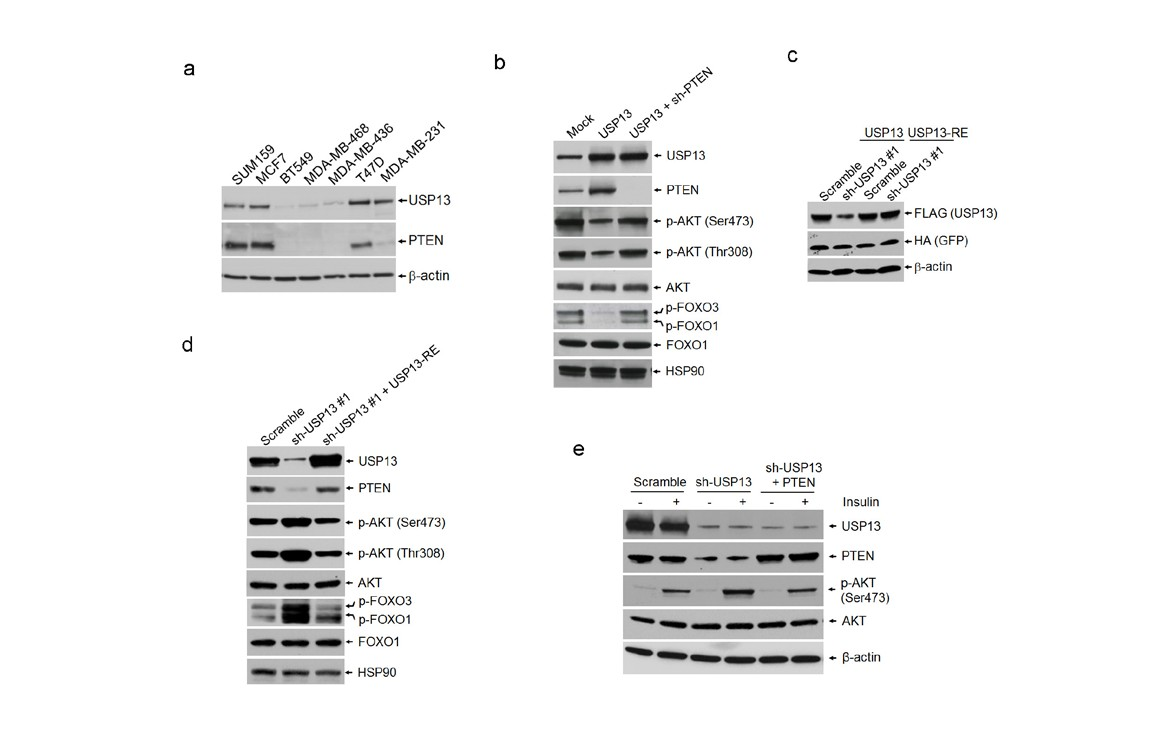 a
SUM159
MCF7
BT549
MDA-MB-468
MDA-MB-436
T47D
MDA-MB-231
USP13
PTEN
β-actin
b
Mock
USP13
USP13 + sh-PTEN
USP13
PTEN
p-AKT (Ser473)
p-AKT (Thr308)
AKT
p-FOXO3
p-FOXO1
FOXO1
HSP90
c
USP13 USP13-RE
Scramble
sh-USP13 #1
Scramble
sh-USP13 #1
FLAG (USP13)
HA (GFP)
β-actin
d
Scramble
sh-USP13 #1
sh-USP13 #1 + USP13-RE
USP13
PTEN
p-AKT (Ser473)
p-AKT (Thr308)
AKT
p-FOXO3
p-FOXO1
FOXO1
HSP90
e
Scramble sh-USP13 sh-USP13
+ PTEN
- + - + - + Insulin
USP13
PTEN
p-AKT
(Ser473)
AKT
β-actin